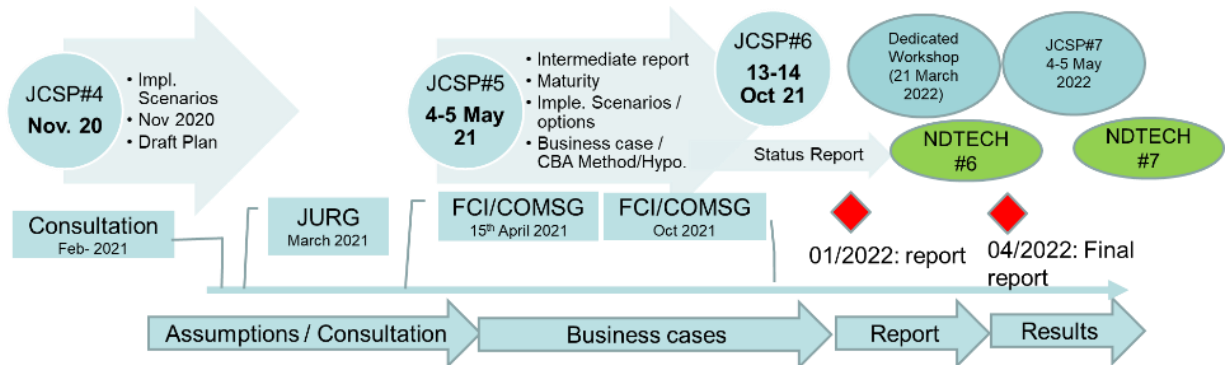 JCSP#4
Nov. 20
• Impl.
Scenarios
• Nov 2020
• Draft Plan
JCSP#5
4-5 May
21
• Intermediate report
• Maturity
• Imple. Scenarios /
options
• Business case /
CBA Method/Hypo.
JCSP#6
13-14
Oct 21
Dedicated
Workshop
(21 March
2022)
JCSP#7
4-5 May
2022
Status Report
NDTECH
#6
NDTECH
#7
Consultation
Feb- 2021
JURG
March 2021
FCI/COMSG
15th April 2021
FCI/COMSG
Oct 2021
01/2022: report
04/2022: Final
report
Assumptions / Consultation
Business cases
Report
Results